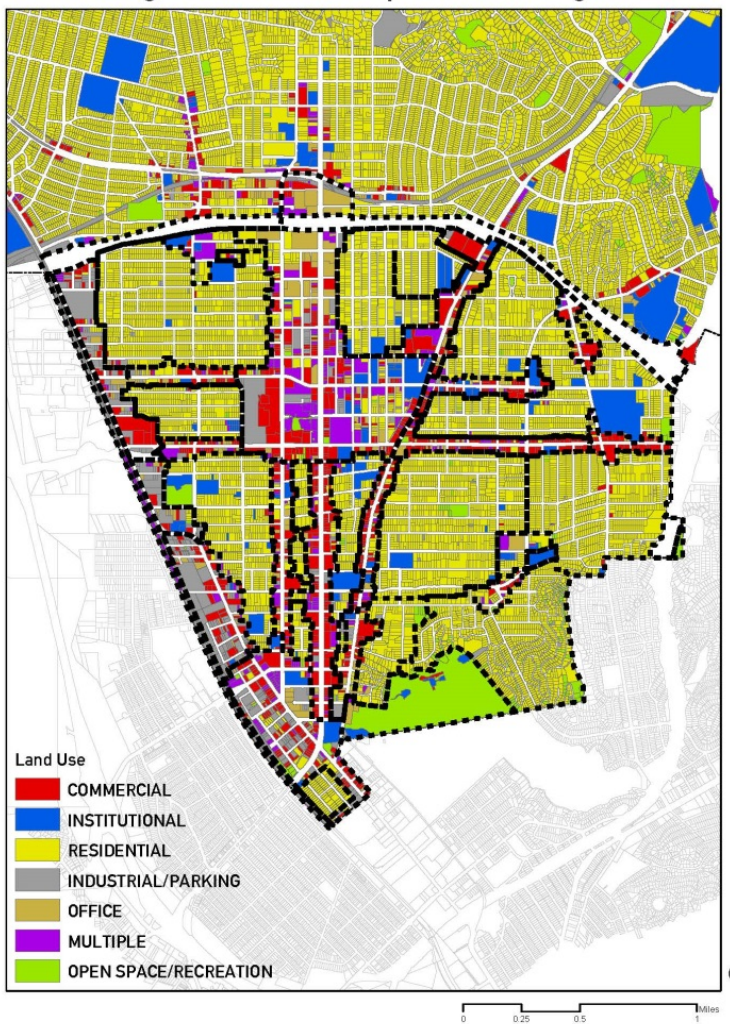 Land Use
COMMERCIAL
INSTITUTIONAL
RESIDENTIAL
INDUSTRIAL/PARKING
OFFICE
MULTIPLE
OPEN SPACE/RECREATION
Miles
0 0.25 0.5 1